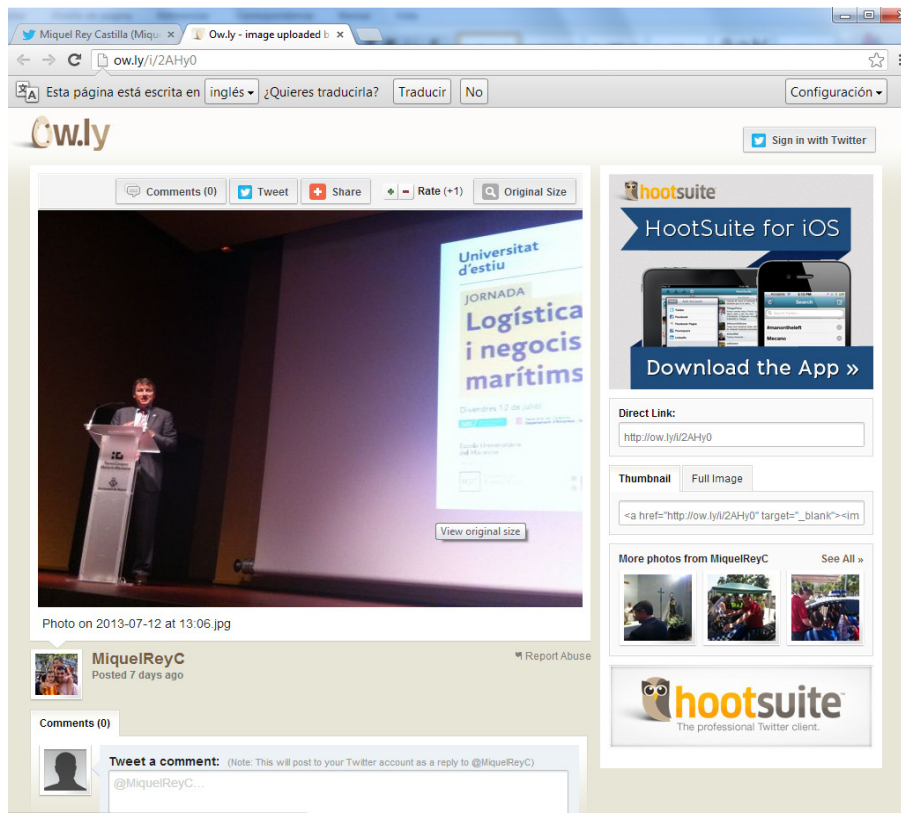 Miquel Rey Castilla (Mique
Ow.ly - image uploaded b
ow.ly/i/2AHy0
Esta página está escrita en inglés ¿Quieres traducirla? Traducir No Configuración
Ow.ly
Sign in with Twitter
Comments (0) Tweet Share Rate (+1) Original Size
Universitat
d'estiu
JORNADA
Logística
i negocis
marítims
Divendres 12 de juliol
View original size
Photo on 2013-07-12 at 13:06.jpg
MiquelReyC
Posted 7 days ago
Report Abuse
Comments (0)
Tweet a comment: (Note: This will post to your Twitter account as a reply to @MiquelReyC)
@MiquelReyC...
hootsuite
HootSuite for iOS
Search
#manontheleft
Mecano
Download the App »
Direct Link:
http://ow.ly/i/2AHy0
Thumbnail Full Image
<a href="http://ow.ly/i/2AHy0" target="_blank"><im
More photos from MiquelReyC See All »
hootsuite
The professional Twitter client.